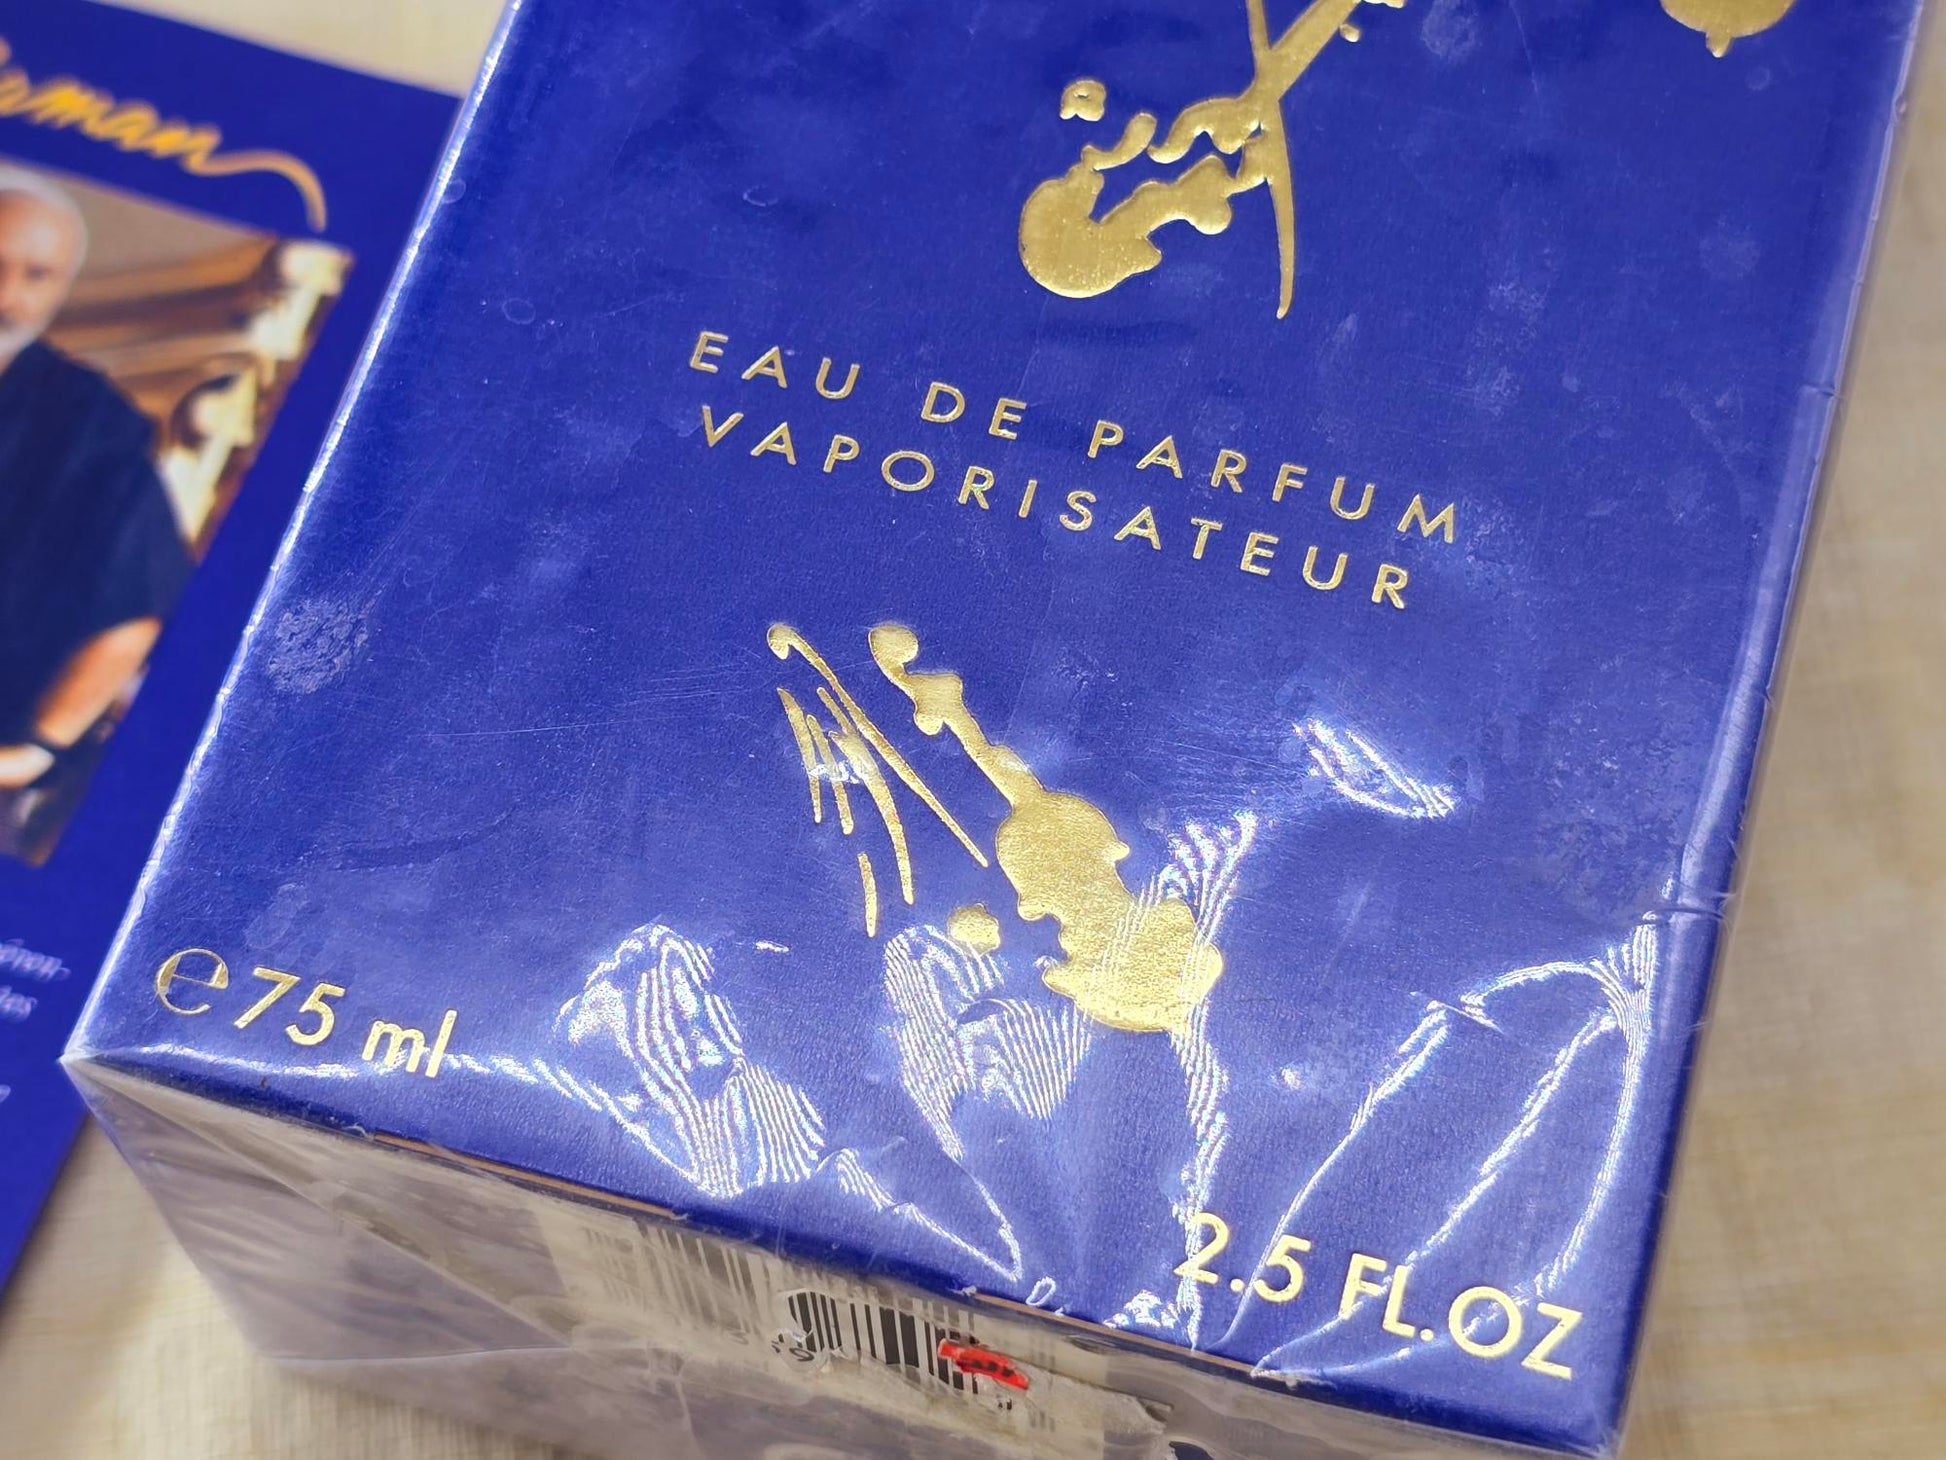 EAU DE PARFUM
VAPORISATEUR
℮ 75 ml
2.5 FL.OZ